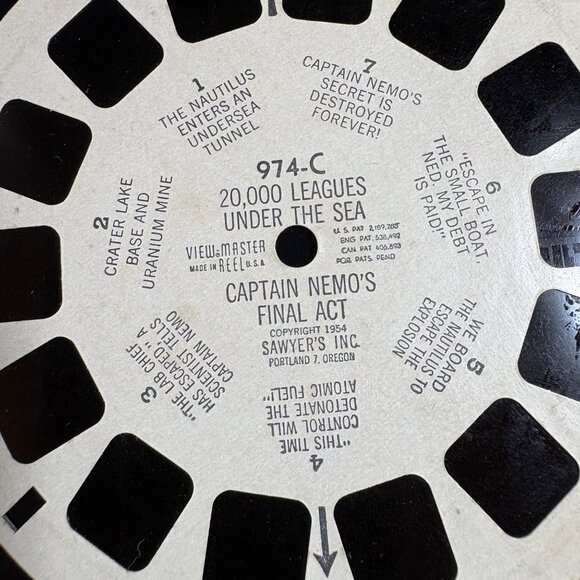 974-C
20,000 LEAGUES
UNDER THE SEA
VIEW-MASTER
MADE IN REEL U.S.A
U.S. PAT 2,189,285
ENG PAT. 538,492
CAN PAT 406,893
FOR. PATS. PEND
CAPTAIN NEMO'S
FINAL ACT
COPYRIGHT 1954
SAWYER'S INC.
PORTLAND 7, OREGON
1
THE NAUTILUS
ENTERS AN
UNDERSEA
TUNNEL
2
CRATER LAKE
BASE AND
URANIUM MINE
3
"THE LAB CHIEF
HAS ESCAPED," A
SCIENTIST TELLS
CAPTAIN NEMO
4
"THIS TIME
CONTROL WILL
DETONATE THE
ATOMIC FUEL!"
5
WE BOARD
THE NAUTILUS TO
ESCAPE THE
EXPLOSION
6
"ESCAPE IN
THE SMALL BOAT,
NED. MY DEBT
IS PAID!"
7
CAPTAIN NEMO'S
SECRET IS
DESTROYED
FOREVER!